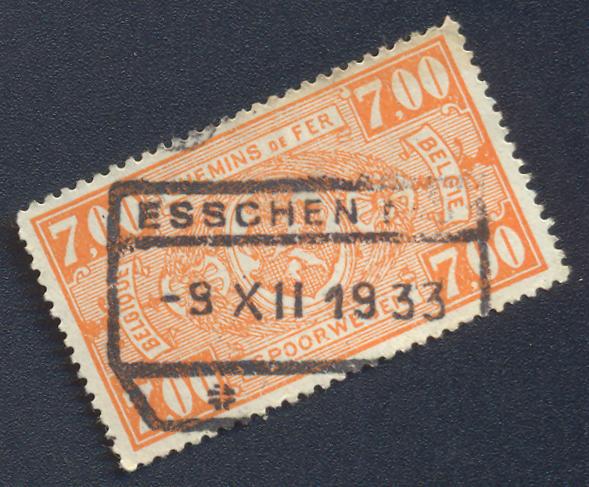 7,00
CHEMINS DE FER
7,00
BELGIQUE
BELGIE
ESSCHEN
-9 XII 1933
SPOORWEGEN
7,00
7,00